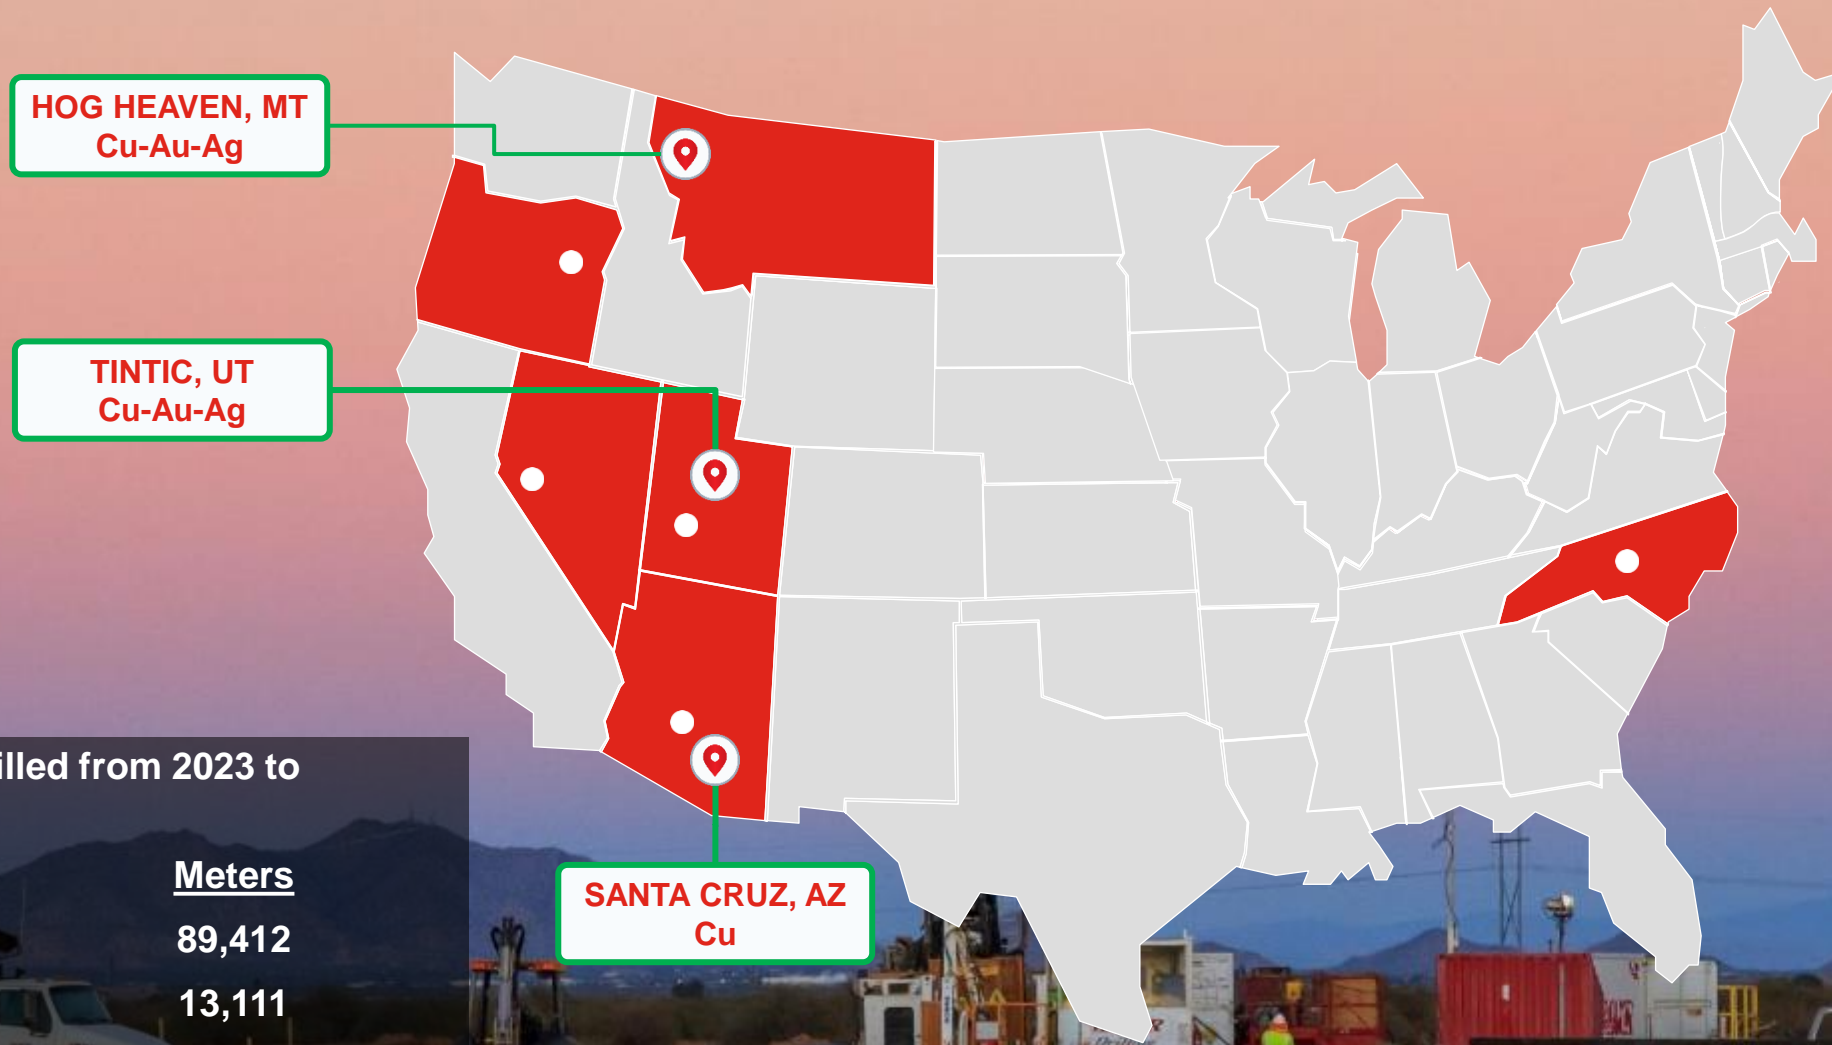 HOG HEAVEN, MT
Cu-Au-Ag
TINTIC, UT
Cu-Au-Ag
SANTA CRUZ, AZ
Cu
illed from 2023 to
Meters
89,412
13,111